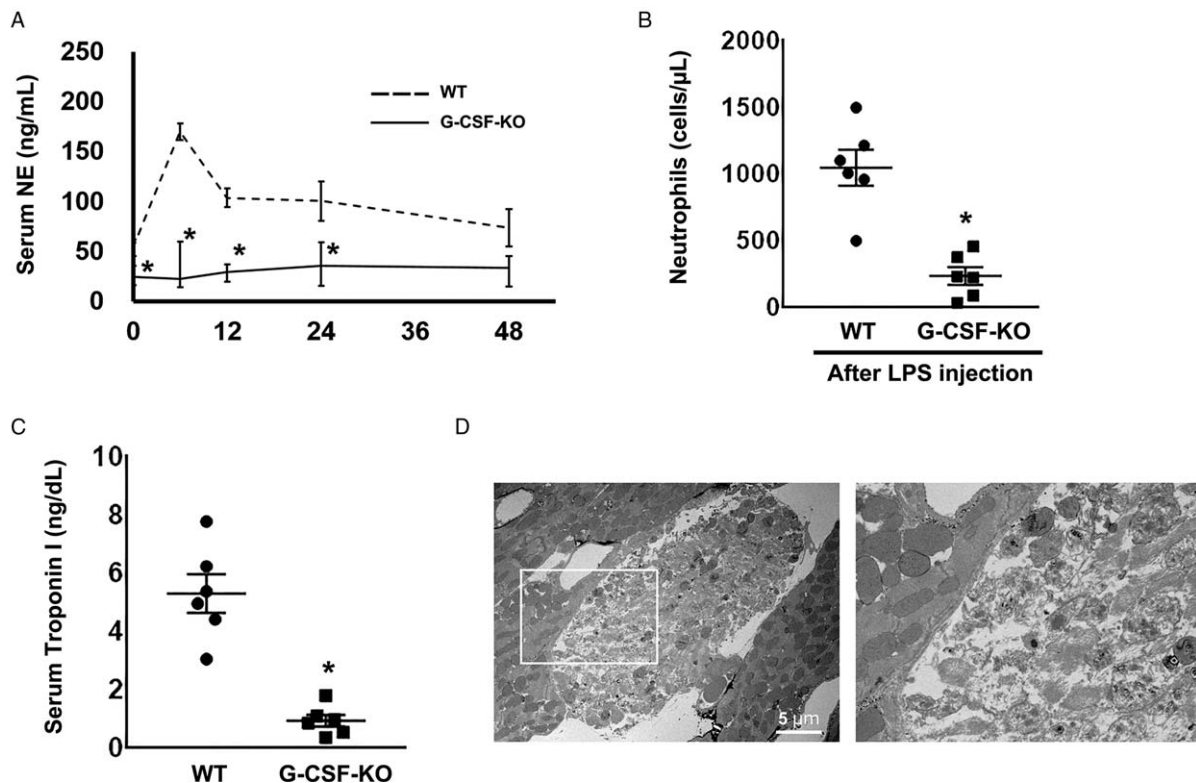 A
Serum NE (ng/mL)
250
200
150
100
50
0
WT
G-CSF-KO
*
*
*
*
0 12 24 36 48
B
Neutrophils (cells/μL)
2000
1500
1000
500
0
*
WT G-CSF-KO
After LPS injection
C
Serum Troponin I (ng/dL)
10
8
6
4
2
0
*
WT G-CSF-KO
D
5 μm